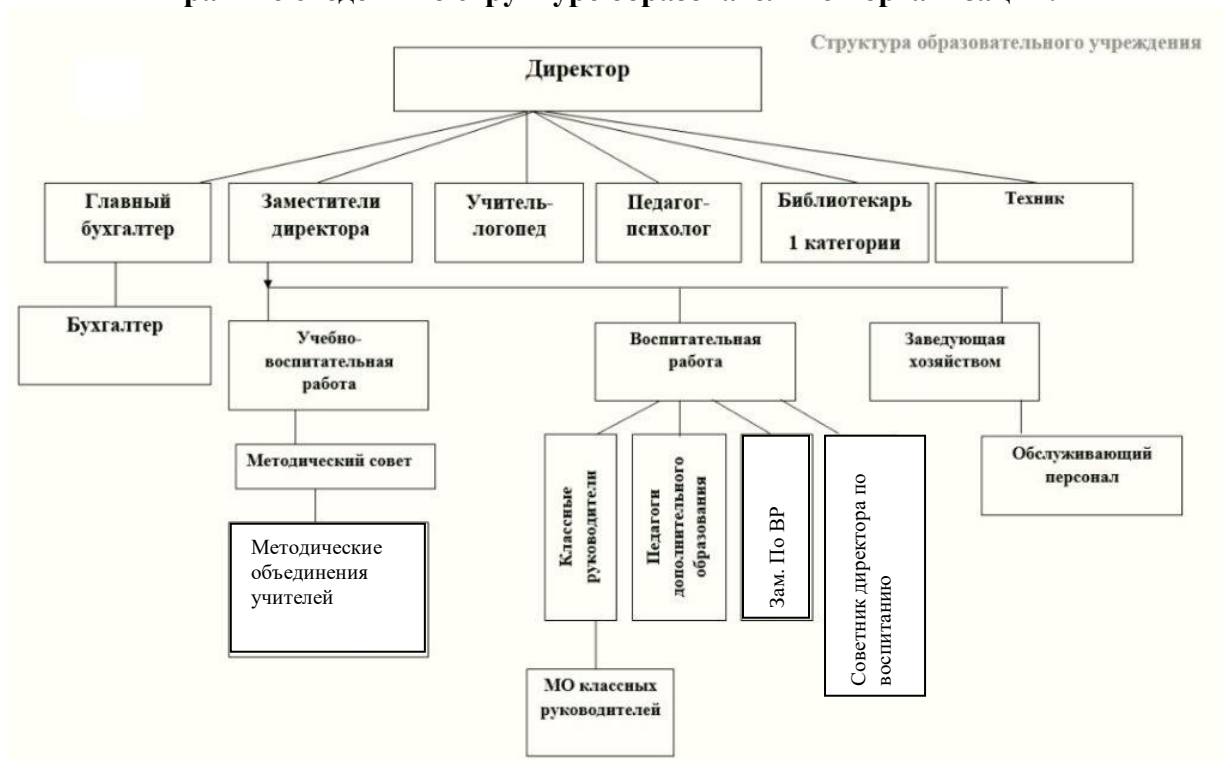 Структура образовательного учреждения
Директор
Главный
бухгалтер
Заместители
директора
Учитель-
логопед
Педагог-
психолог
Библиотекарь
1 категории
Техник
Бухгалтер
Учебно-
воспитательная
работа
Воспитательная
работа
Заведующая
хозяйством
Методический совет
Методические
объединения
учителей
Классные
руководители
Педагоги
дополнительного
образования
Зам. По ВР
Советник директора по
воспитанию
Обслуживающий
персонал
МО классных
руководителей